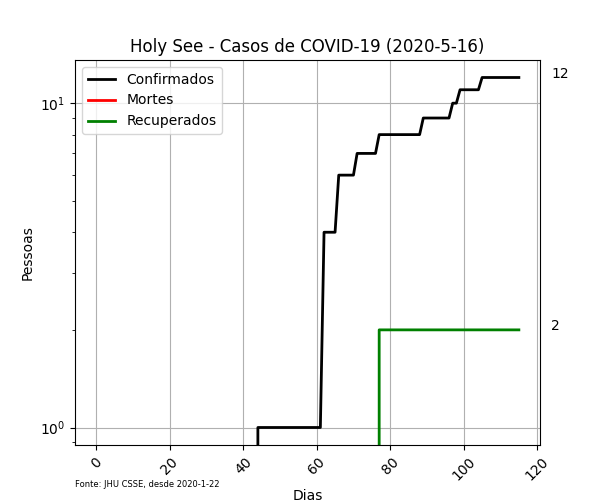 Holy See - Casos de COVID-19 (2020-5-16)
Confirmados
Mortes
Recuperados
12
2
10¹
10⁰
Pessoas
0 20 40 60 80 100 120
Fonte: JHU CSSE, desde 2020-1-22
Dias